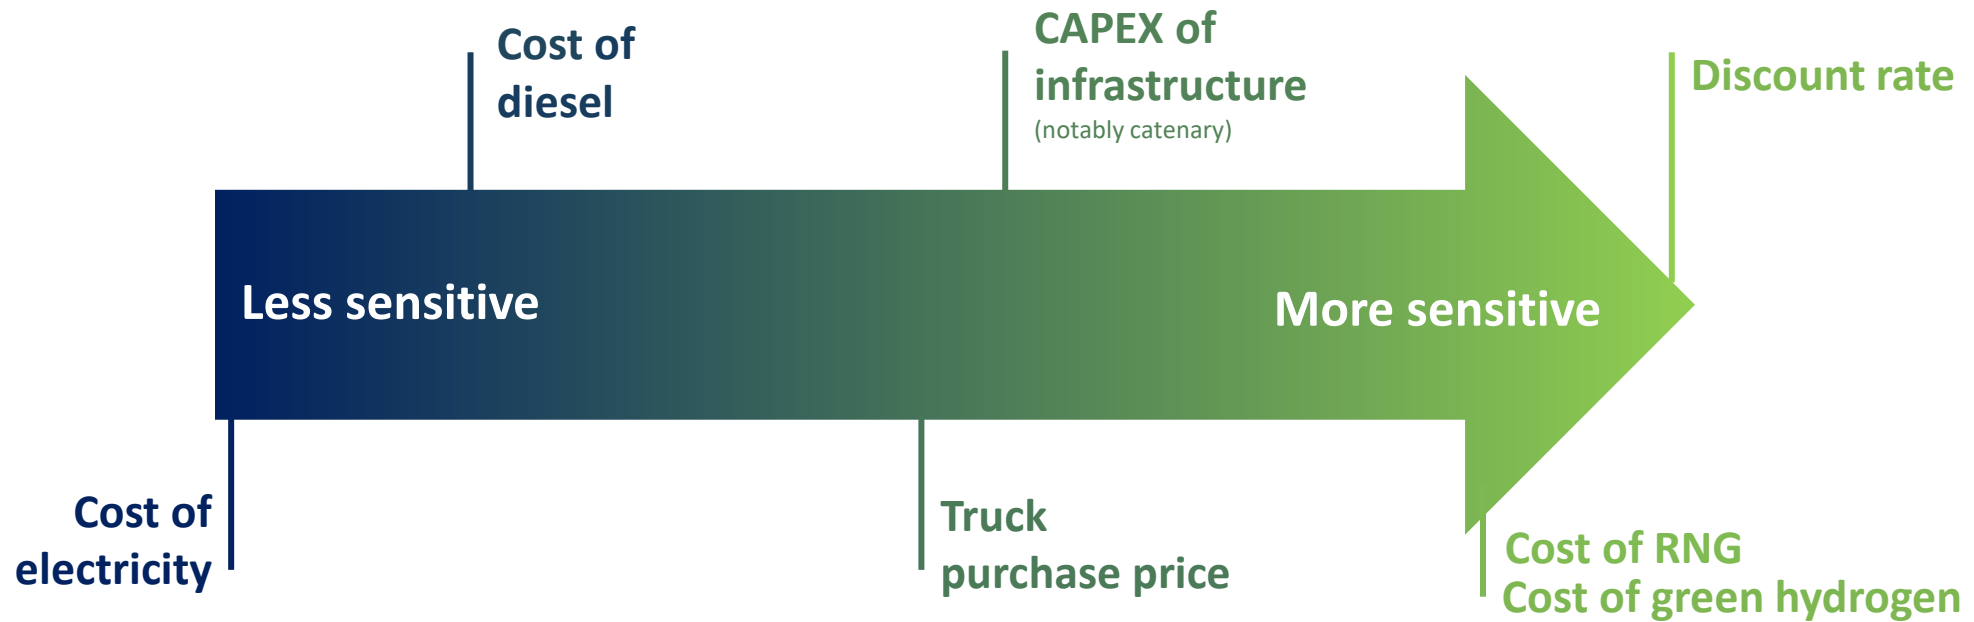 Cost of
diesel
CAPEX of
infrastructure
(notably catenary)
Discount rate
Less sensitive
More sensitive
Cost of
electricity
Truck
purchase price
Cost of RNG
Cost of green hydrogen